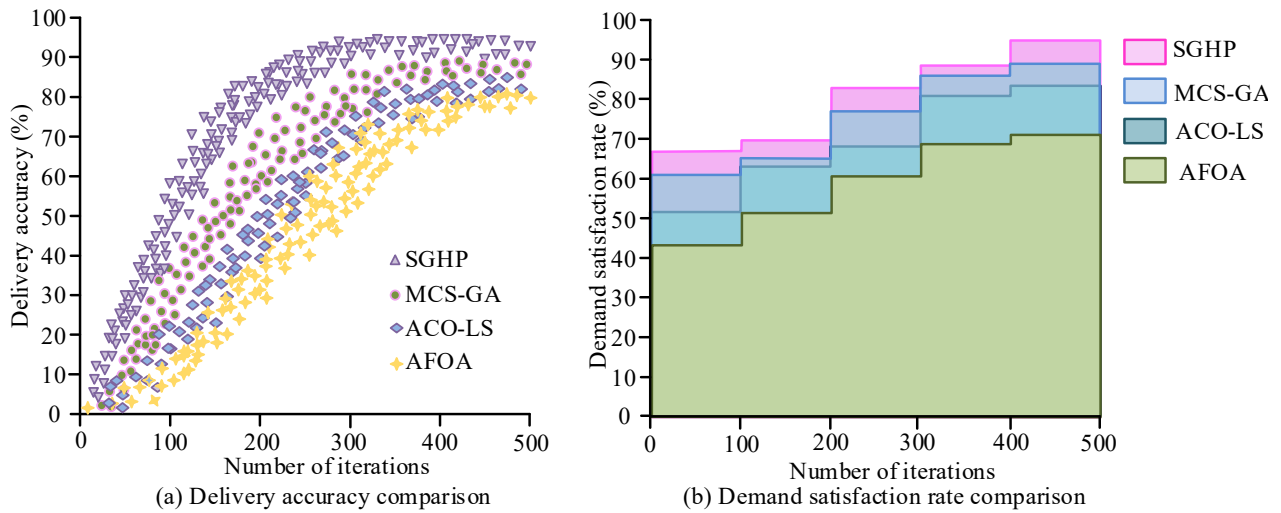 100
90
80
70
60
50
40
30
20
10
0
Delivery accuracy (%)
SGHP
MCS-GA
ACO-LS
AFOA
0 100 200 300 400 500
Number of iterations
(a) Delivery accuracy comparison
100
90
80
70
60
50
40
30
20
10
0
Demand satisfaction rate (%)
0 100 200 300 400 500
Number of iterations
(b) Demand satisfaction rate comparison
SGHP
MCS-GA
ACO-LS
AFOA